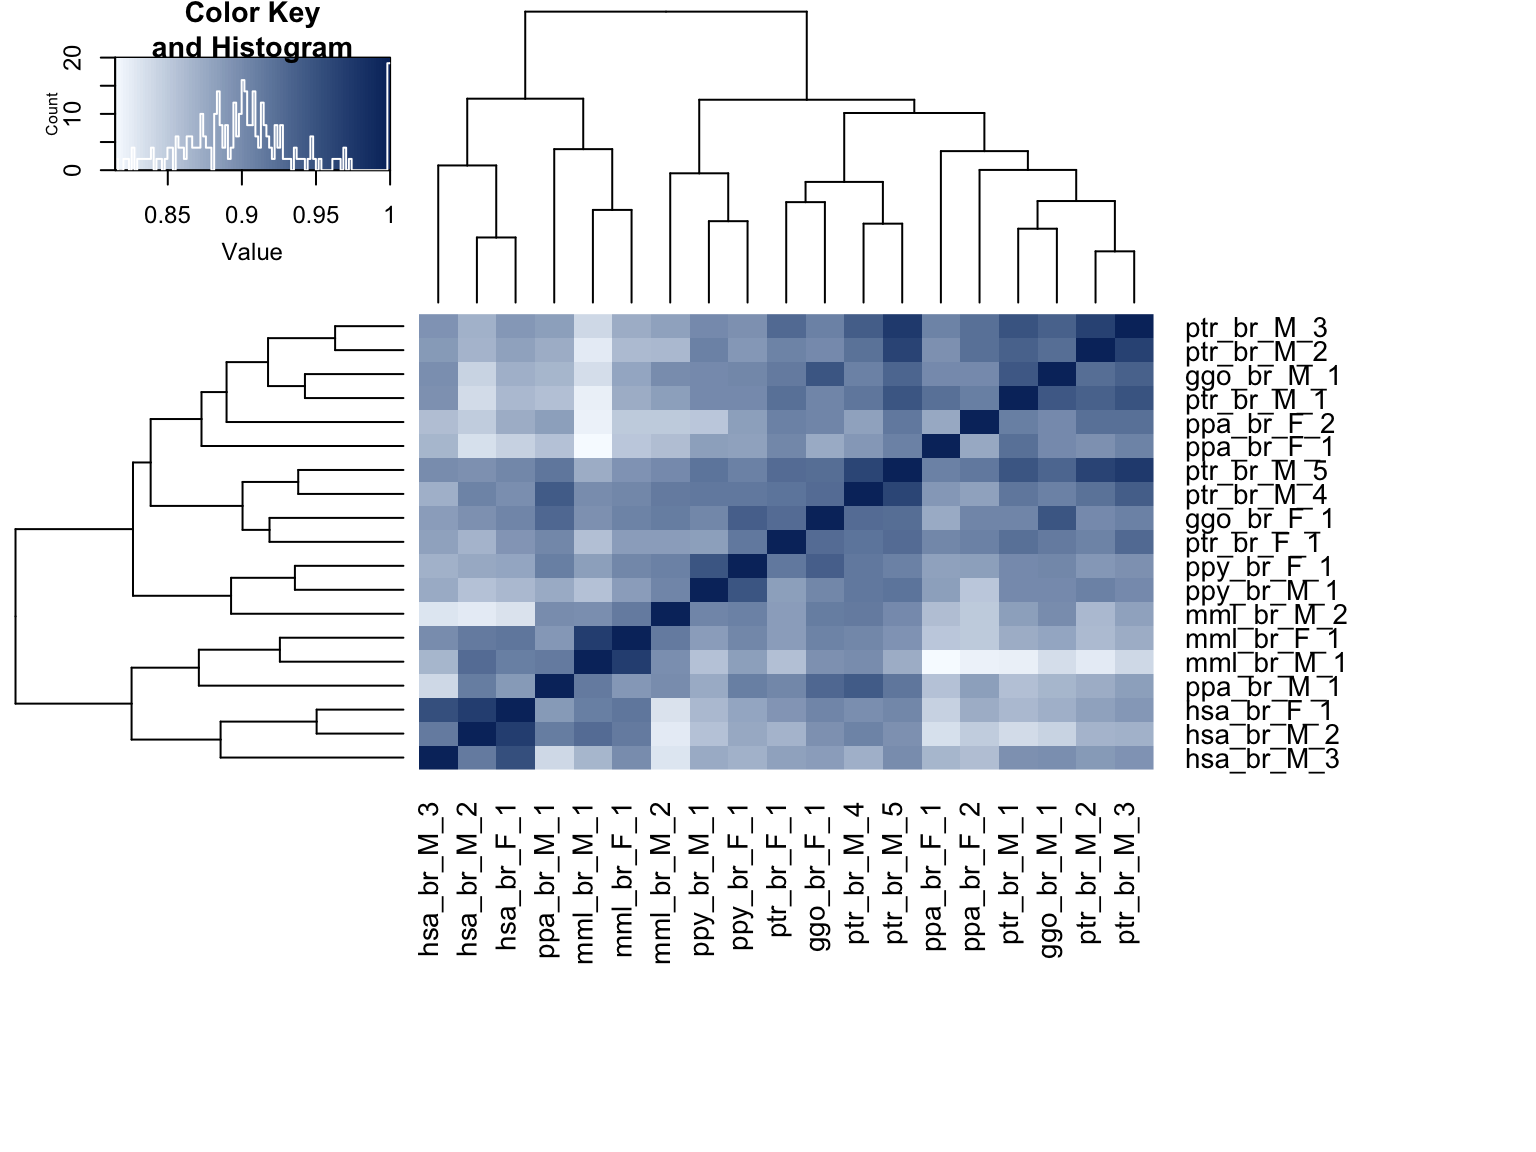 Color Key
and Histogram
Count
0
10
20
0.85 0.9 0.95 1
Value
ptr_br_M_3
ptr_br_M_2
ggo_br_M_1
ptr_br_M_1
ppa_br_F_2
ppa_br_F_1
ptr_br_M_5
ptr_br_M_4
ggo_br_F_1
ptr_br_F_1
ppy_br_F_1
ppy_br_M_1
mml_br_M_2
mml_br_F_1
mml_br_M_1
ppa_br_M_1
hsa_br_F_1
hsa_br_M_2
hsa_br_M_3
hsa_br_M_3
hsa_br_M_2
hsa_br_F_1
ppa_br_M_1
mml_br_M_1
mml_br_F_1
mml_br_M_2
ppy_br_M_1
ppy_br_F_1
ptr_br_F_1
ggo_br_F_1
ptr_br_M_4
ptr_br_M_5
ppa_br_F_1
ppa_br_F_2
ptr_br_M_1
ggo_br_M_1
ptr_br_M_2
ptr_br_M_3